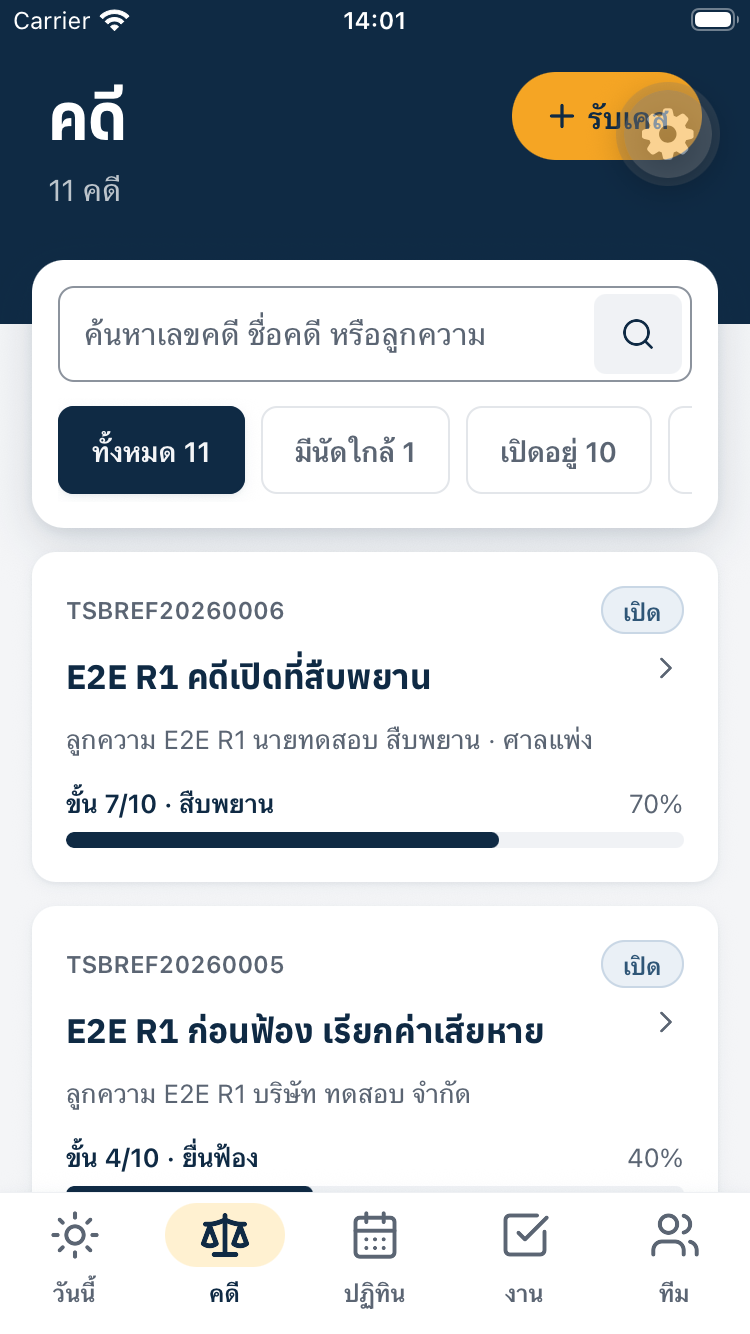 Carrier 14:01
คดี
+ รับเคส
11 คดี
ค้นหาเลขคดี ชื่อคดี หรือลูกความ
ทั้งหมด 11 มีนัดใกล้ 1 เปิดอยู่ 10
TSBREF20260006 เปิด
E2E R1 คดีเปิดที่สืบพยาน
ลูกความ E2E R1 นายทดสอบ สืบพยาน · ศาลแพ่ง
ขั้น 7/10 · สืบพยาน 70%
TSBREF20260005 เปิด
E2E R1 ก่อนฟ้อง เรียกค่าเสียหาย
ลูกความ E2E R1 บริษัท ทดสอบ จำกัด
ขั้น 4/10 · ยื่นฟ้อง 40%
วันนี้ คดี ปฏิทิน งาน ทีม